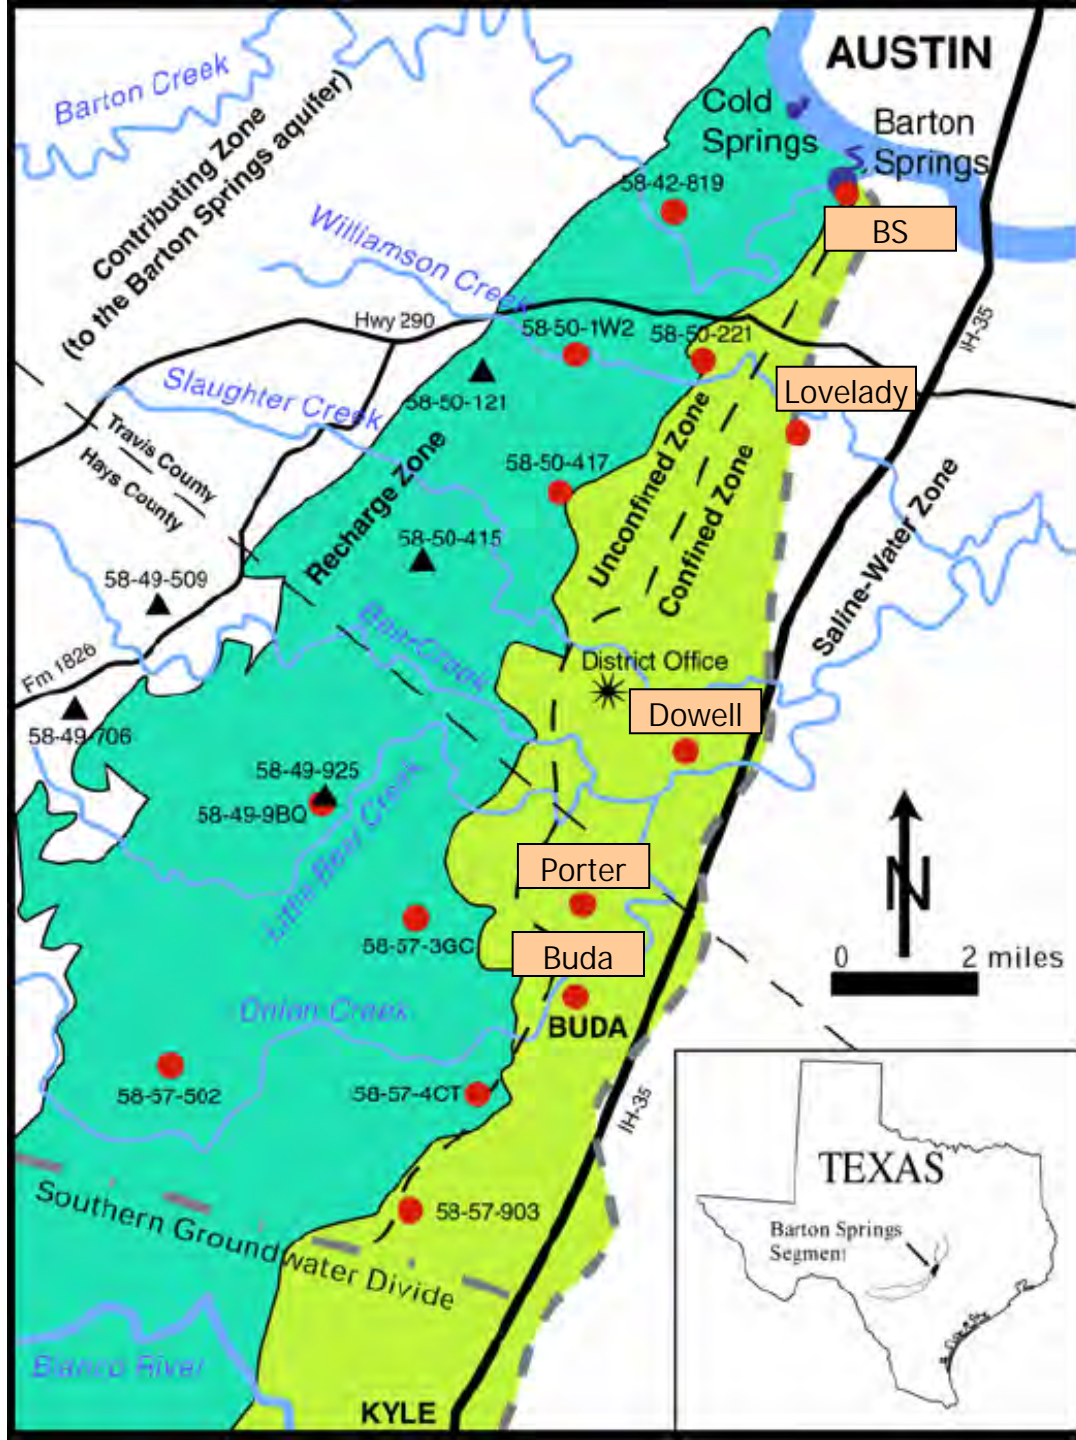 AUSTIN
Cold
Springs
Barton
Springs
Barton Creek
Contributing Zone
(to the Barton Springs aquifer)
58-42-819
BS
Williamson Creek
Hwy 290
58-50-1W2
58-50-221
IH-35
Lovelady
Slaughter Creek
58-50-121
Travis County
Hays County
Recharge Zone
58-50-417
Unconfined Zone
Confined Zone
58-50-415
Saline-Water Zone
58-49-509
Bear Creek
District Office
Fm 1826
Dowell
58-49-706
58-49-925
58-49-9BQ
Little Bear Creek
Porter
N
58-57-3GC
Buda
0 2 miles
Onion Creek
BUDA
58-57-502
58-57-4CT
IH-35
TEXAS
Southern Groundwater Divide
58-57-903
Barton Springs
Segment
Blanco River
KYLE